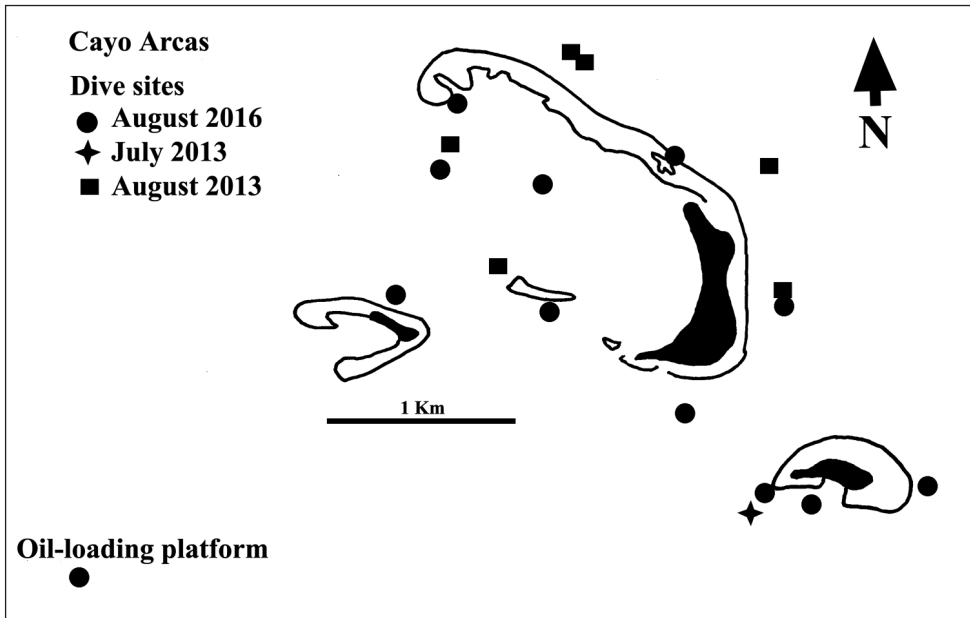 Cayo Arcas
Dive sites
August 2016
July 2013
August 2013
N
1 Km
Oil-loading platform